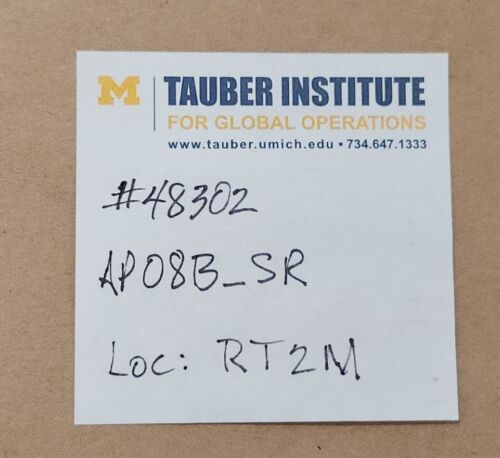 M TAUBER INSTITUTE
FOR GLOBAL OPERATIONS
www.tauber.umich.edu ▪ 734.647.1333
#48302
AP08B_SR
Loc: RT2M